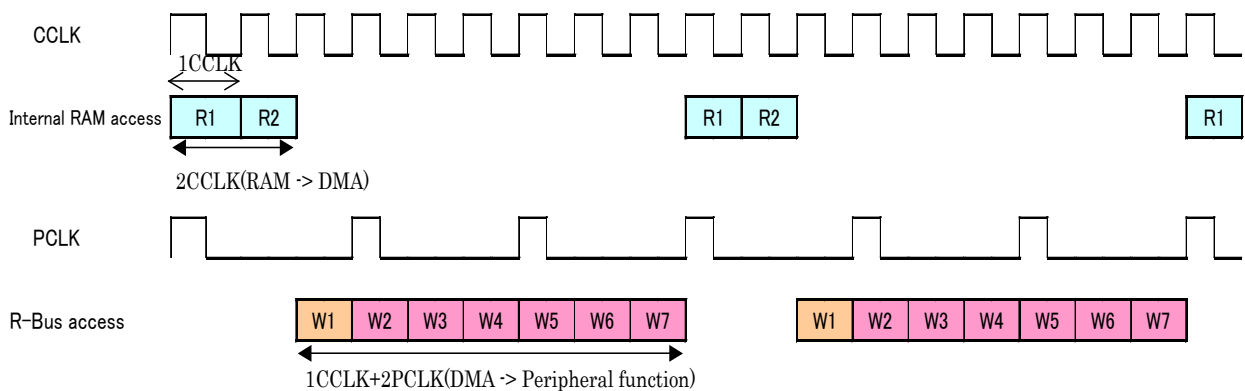 CCLK
1CCLK
Internal RAM access R1 R2 R1 R2 R1
2CCLK(RAM -> DMA)
PCLK
R-Bus access W1 W2 W3 W4 W5 W6 W7 W1 W2 W3 W4 W5 W6 W7
1CCLK+2PCLK(DMA -> Peripheral function)